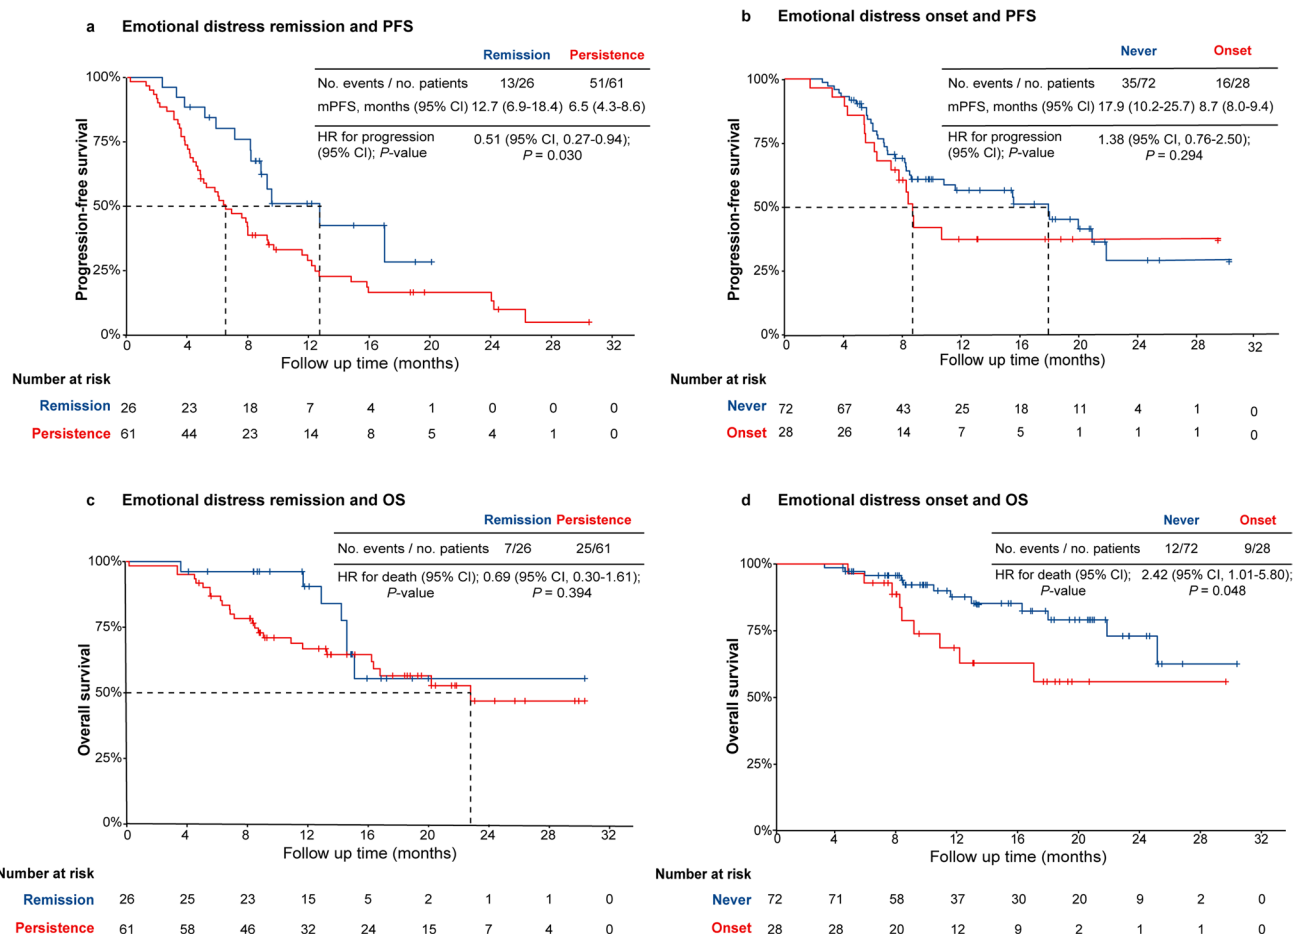 a Emotional distress remission and PFS
Remission Persistence
No. events / no. patients 13/26 51/61
mPFS, months (95% CI) 12.7 (6.9-18.4) 6.5 (4.3-8.6)
HR for progression 0.51 (95% CI, 0.27-0.94);
(95% CI); P-value P = 0.030
Progression-free survival
100%
75%
50%
25%
0%
0 4 8 12 16 20 24 28 32
Follow up time (months)
Number at risk
Remission 26 23 18 7 4 1 0 0 0
Persistence 61 44 23 14 8 5 4 1 0
b Emotional distress onset and PFS
Never Onset
No. events / no. patients 35/72 16/28
mPFS, months (95% CI) 17.9 (10.2-25.7) 8.7 (8.0-9.4)
HR for progression 1.38 (95% CI, 0.76-2.50);
(95% CI); P-value P = 0.294
Progression-free survival
100%
75%
50%
25%
0%
0 4 8 12 16 20 24 28 32
Follow up time (months)
Number at risk
Never 72 67 43 25 18 11 4 1 0
Onset 28 26 14 7 5 1 1 1 0
c Emotional distress remission and OS
Remission Persistence
No. events / no. patients 7/26 25/61
HR for death (95% CI); 0.69 (95% CI, 0.30-1.61);
P-value P = 0.394
Overall survival
100%
75%
50%
25%
0%
0 4 8 12 16 20 24 28 32
Follow up time (months)
Number at risk
Remission 26 25 23 15 5 2 1 1 0
Persistence 61 58 46 32 24 15 7 4 0
d Emotional distress onset and OS
Never Onset
No. events / no. patients 12/72 9/28
HR for death (95% CI); 2.42 (95% CI, 1.01-5.80);
P-value P = 0.048
Overall survival
100%
75%
50%
25%
0%
0 4 8 12 16 20 24 28 32
Follow up time (months)
Number at risk
Never 72 71 58 37 30 20 9 2 0
Onset 28 28 20 12 9 2 1 1 0